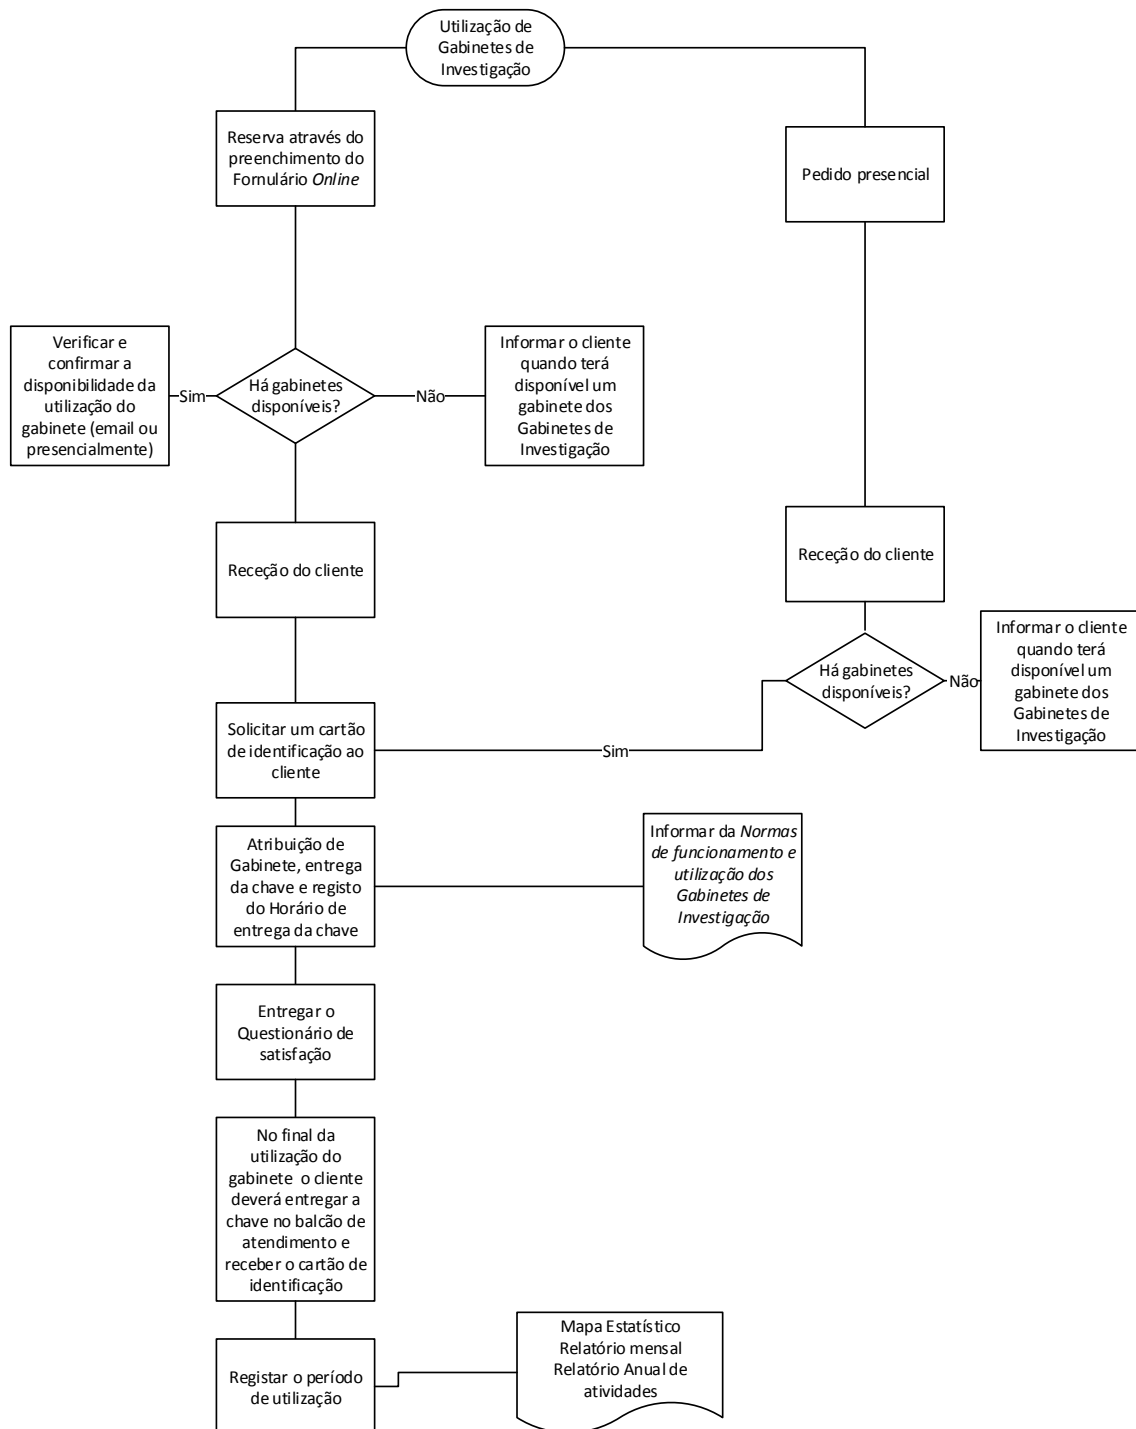 Utilização de
Gabinetes de
Investigação
Reserva através do
preenchimento do
Fornulário Online
Pedido presencial
Verificar e
confirmar a
disponibilidade da
utilização do
gabinete (email ou
presencialmente)
Sim
Há gabinetes
disponíveis?
Não
Informar o cliente
quando terá
disponível um
gabinete dos
Gabinetes de
Investigação
Receção do cliente
Receção do cliente
Há gabinetes
disponíveis?
Não
Informar o cliente
quando terá
disponível um
gabinete dos
Gabinetes de
Investigação
Solicitar um cartão
de identificação ao
cliente
Sim
Atribuição de
Gabinete, entrega
da chave e registo
do Horário de
entrega da chave
Informar da Normas
de funcionamento e
utilização dos
Gabinetes de
Investigação
Entregar o
Questionário de
satisfação
No final da
utilização do
gabinete o cliente
deverá entregar a
chave no balcão de
atendimento e
receber o cartão de
identificação
Registar o período
de utilização
Mapa Estatístico
Relatório mensal
Relatório Anual de
atividades